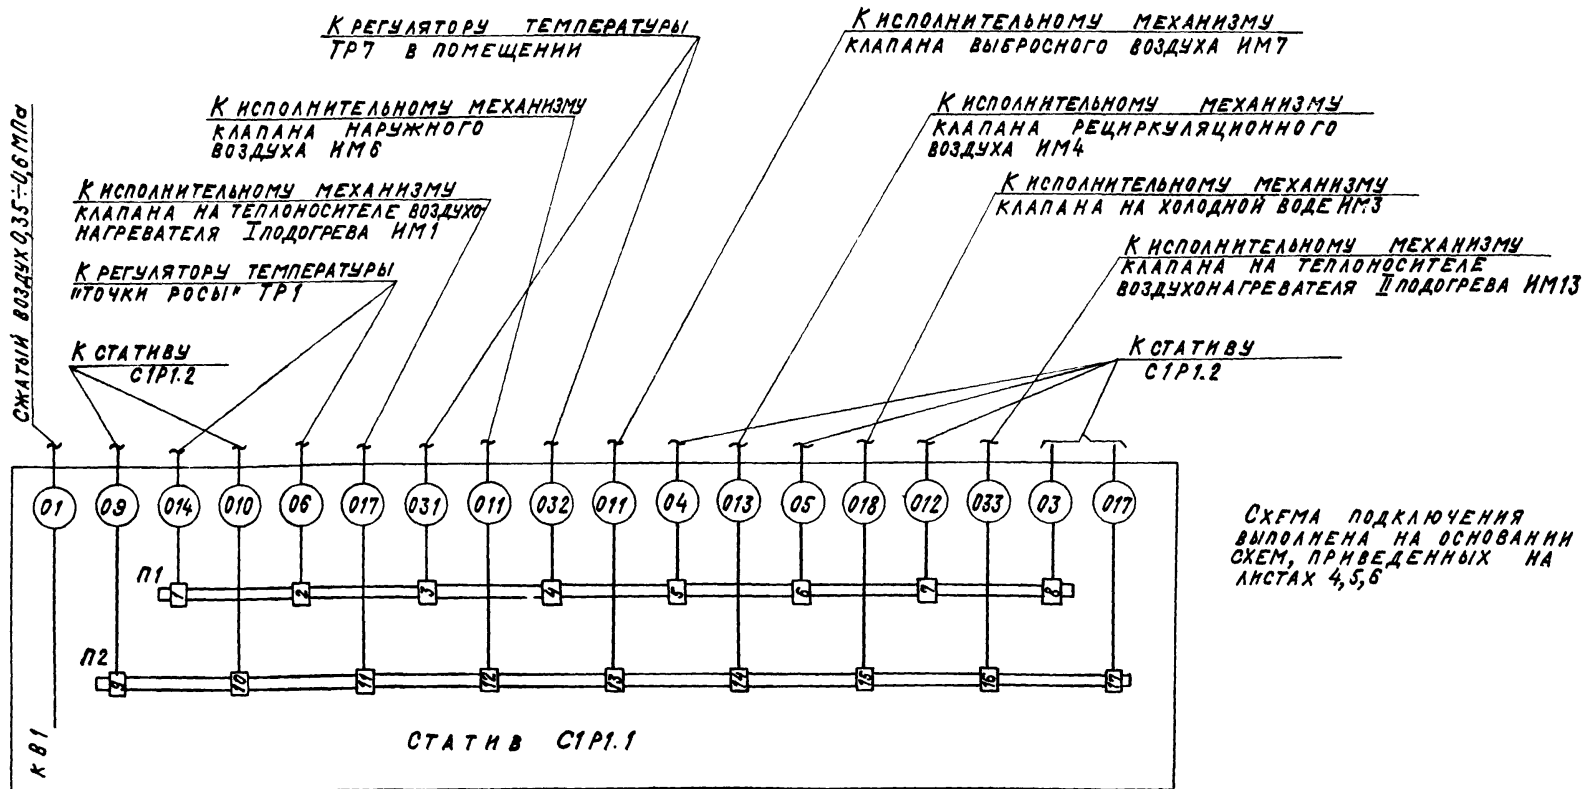 К РЕГУЛЯТОРУ ТЕМПЕРАТУРЫ
ТР7 В ПОМЕЩЕНИИ
К ИСПОЛНИТЕЛЬНОМУ МЕХАНИЗМУ
КЛАПАНА ВЫБРОСНОГО ВОЗДУХА ИМ7
К ИСПОЛНИТЕЛЬНОМУ МЕХАНИЗМУ
КЛАПАНА НАРУЖНОГО
ВОЗДУХА ИМ6
К ИСПОЛНИТЕЛЬНОМУ МЕХАНИЗМУ
КЛАПАНА РЕЦИРКУЛЯЦИОННОГО
ВОЗДУХА ИМ4
К ИСПОЛНИТЕЛЬНОМУ МЕХАНИЗМУ
КЛАПАНА НА ТЕПЛОНОСИТЕЛЕ ВОЗДУХО-
НАГРЕВАТЕЛЯ I ПОДОГРЕВА ИМ1
К ИСПОЛНИТЕЛЬНОМУ МЕХАНИЗМУ
КЛАПАНА НА ХОЛОДНОЙ ВОДЕ ИМ3
К РЕГУЛЯТОРУ ТЕМПЕРАТУРЫ
"ТОЧКИ РОСЫ" ТР1
К ИСПОЛНИТЕЛЬНОМУ МЕХАНИЗМУ
КЛАПАНА НА ТЕПЛОНОСИТЕЛЕ
ВОЗДУХОНАГРЕВАТЕЛЯ II ПОДОГРЕВА ИМ13
К СТАТИВУ
С1Р1.2
К СТАТИВУ
С1Р1.2
СЖАТЫЙ ВОЗДУХ 0,35÷0,6 МПа
01 09 014 010 06 017 031 011 032 011 04 013 05 018 012 033 03 017
П1
1 2 3 4 5 6 7 8
П2
9 10 11 12 13 14 15 16 17
К В1
СТАТИВ С1Р1.1
СХЕМА ПОДКЛЮЧЕНИЯ
ВЫПОЛНЕНА НА ОСНОВАНИИ
СХЕМ, ПРИВЕДЕННЫХ НА
ЛИСТАХ 4,5,6